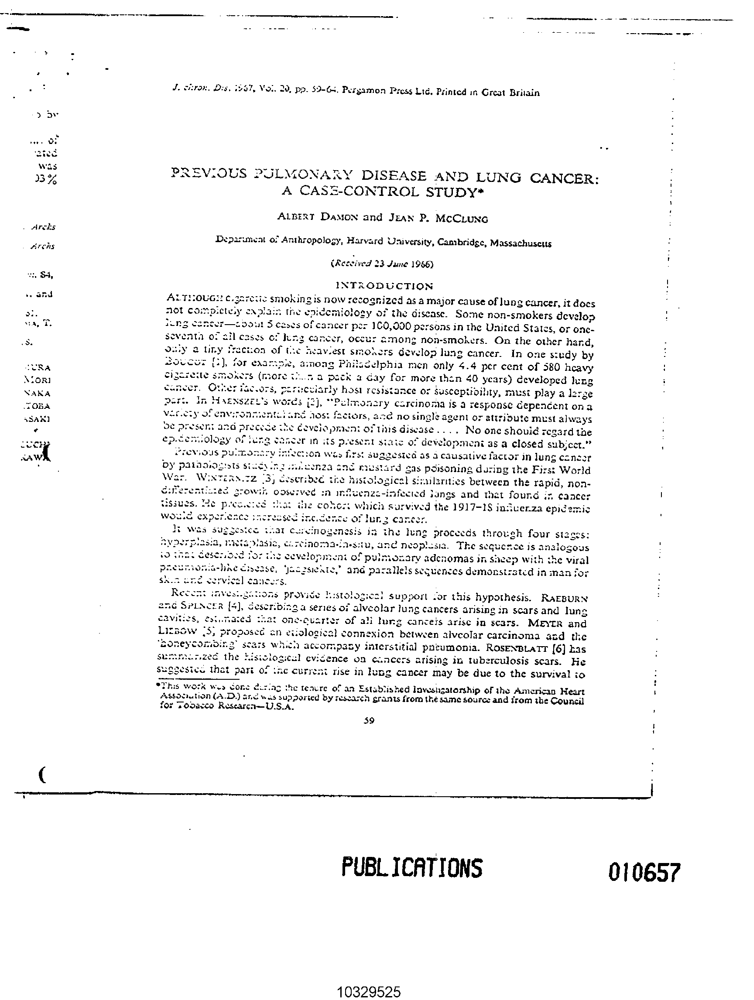 J. chron. Dis. 1967, Vol. 20, pp. 59-64. Pergamon Press Ltd. Printed in Great Britain
by
of
was
03%
Archs
Archs
S4,
and
T.
S.
PREVIOUS PULMONARY DISEASE AND LUNG CANCER:
A CASE-CONTROL STUDY*
ALBERT DAMON and JEAN P. MCCLUNG
Department of Anthropology, Harvard University, Cambridge, Massachusetts
(Received 23 June 1966)
INTRODUCTION
ALTHOUGH cigarette smoking is now recognized as a major cause of lung cancer, it does
not completely explain the epidemiology of the disease. Some non-smokers develop
lung cancer—about 5 cases of cancer per 100,000 persons in the United States, or one-
seventh of all cases of lung cancer, occur among non-smokers. On the other hand,
only a tiny fraction of the heaviest smokers develop lung cancer. In one study by
BOUCOT [1], for example, among Philadelphia men only 4.4 per cent of 580 heavy
cigarette smokers (more than a pack a day for more than 40 years) developed lung
cancer. Other factors, particularly host resistance or susceptibility, must play a large
part. In HAENSZEL's words [2], "Pulmonary carcinoma is a response dependent on a
variety of environmental and host factors, and no single agent or attribute must always
be present and precede the development of this disease . . . . No one should regard the
epidemiology of lung cancer in its present state of development as a closed subject."
Previous pulmonary infection was first suggested as a causative factor in lung cancer
by pathologists studying influenza and mustard gas poisoning during the First World
War. WINTERNITZ [3] described the histological similarities between the rapid, non-
differentiated growth observed in influenza-infected lungs and that found in cancer
tissues. He predicted that the cohort which survived the 1917-18 influenza epidemic
would experience increased incidence of lung cancer.
It was suggested that carcinogenesis in the lung proceeds through four stages:
hyperplasia, metaplasia, carcinoma-in-situ, and neoplasia. The sequence is analogous
to that described for the development of pulmonary adenomas in sheep with the viral
pneumonia-like disease, 'jaagsiekte,' and parallels sequences demonstrated in man for
skin and cervical cancers.
Recent investigations provide histological support for this hypothesis. RAEBURN
and SPENCER [4], describing a series of alveolar lung cancers arising in scars and lung
cavities, estimated that one-quarter of all lung cancers arise in scars. MEYER and
LIEBOW [5] proposed an etiological connexion between alveolar carcinoma and the
'honeycombing' scars which accompany interstitial pneumonia. ROSENBLATT [6] has
summarized the histological evidence on cancers arising in tuberculosis scars. He
suggested that part of the current rise in lung cancer may be due to the survival to
*This work was done during the tenure of an Established Investigatorship of the American Heart
Association (A.D.) and was supported by research grants from the same source and from the Council
for Tobacco Research—U.S.A.
59
PUBLICATIONS
010657
10329525